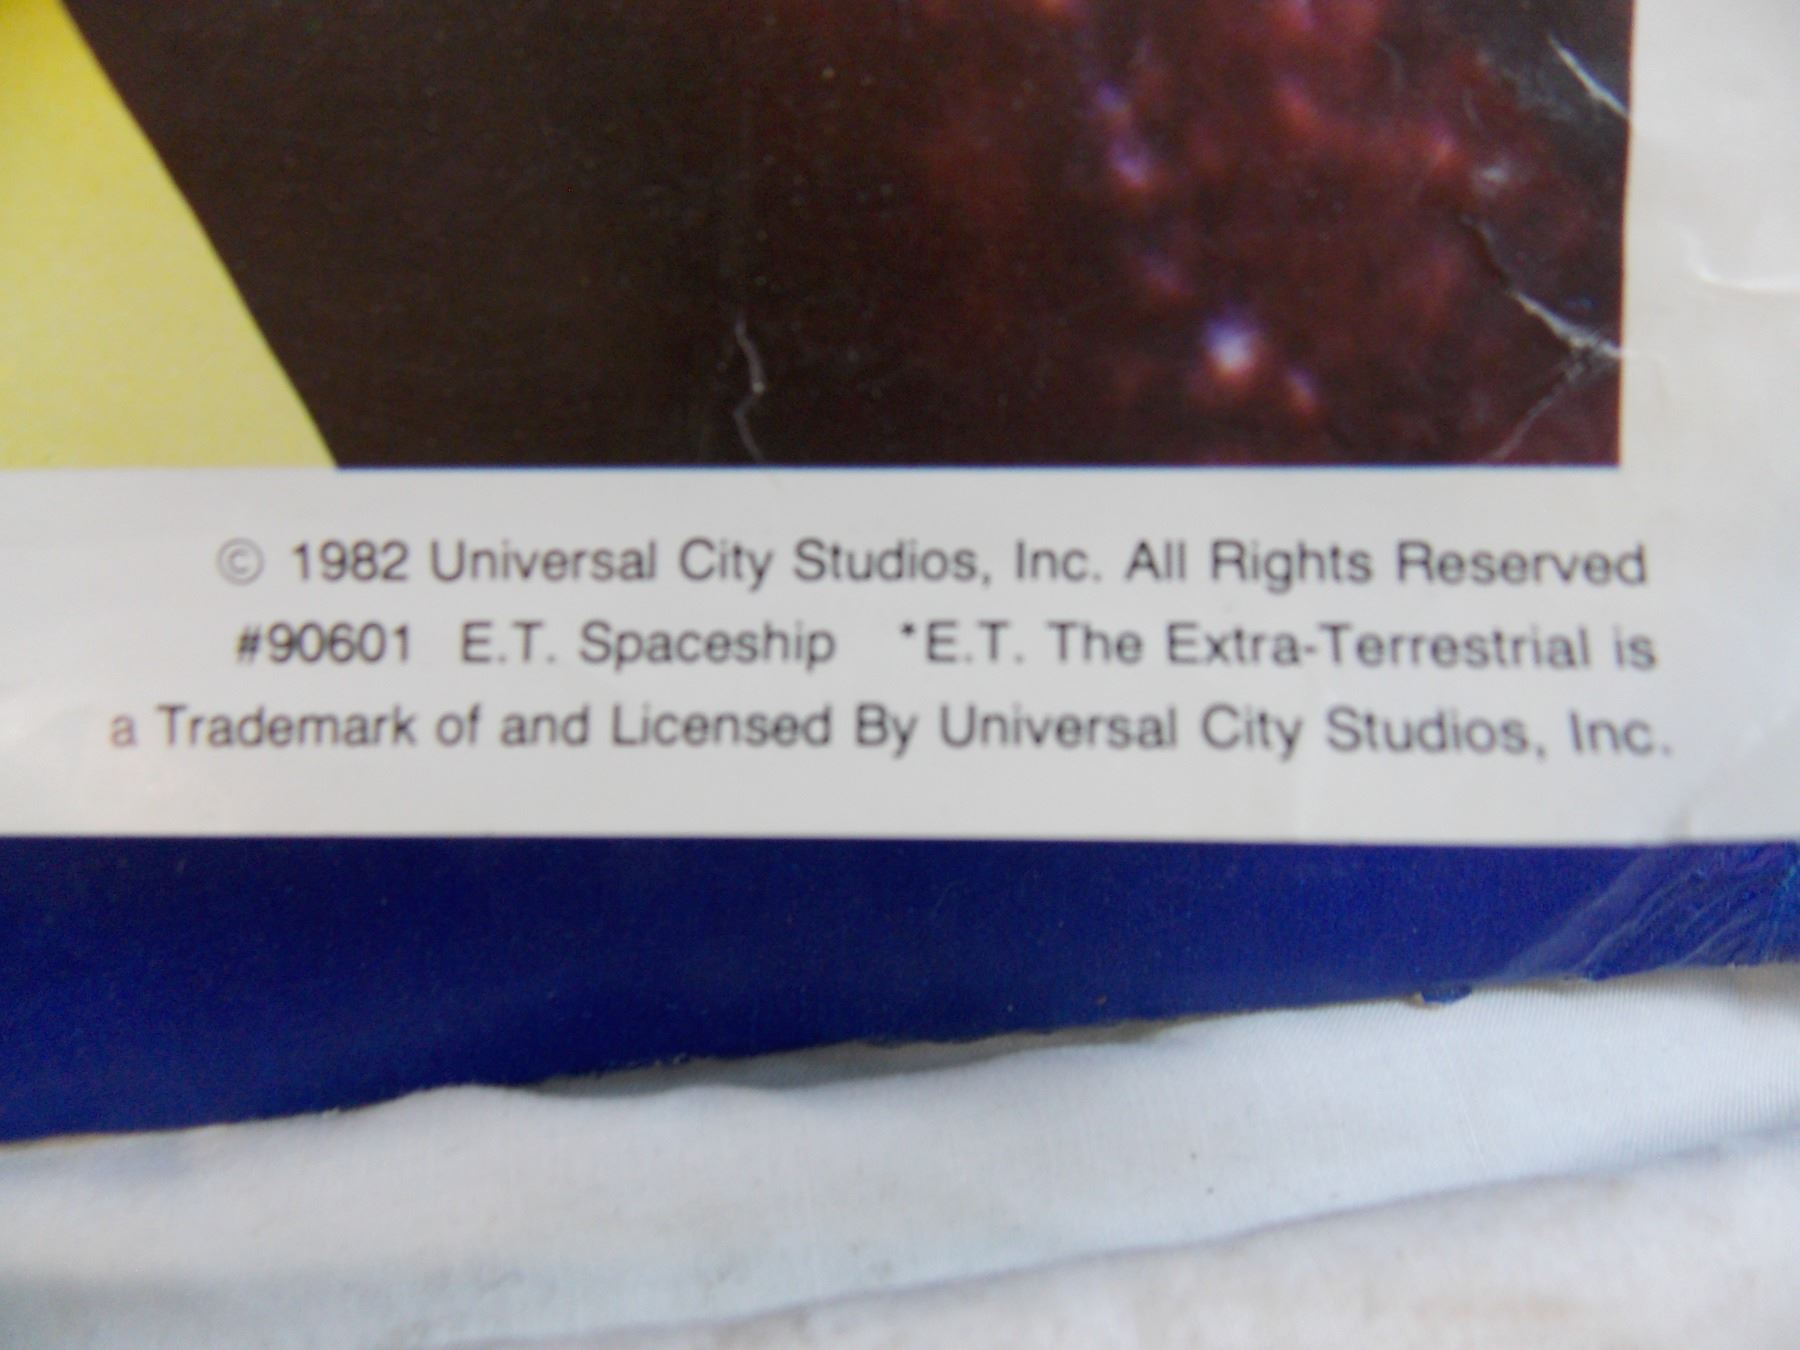 © 1982 Universal City Studios, Inc. All Rights Reserved
#90601 E.T. Spaceship *E.T. The Extra-Terrestrial is
a Trademark of and Licensed By Universal City Studios, Inc.